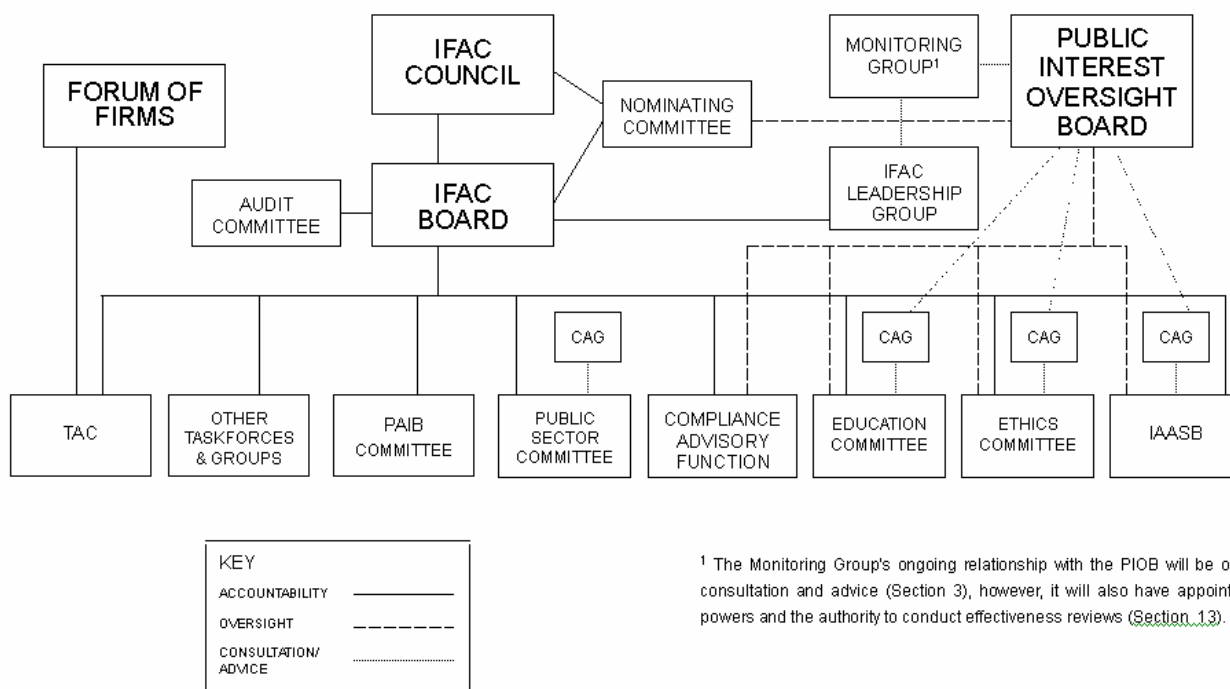 FORUM OF
FIRMS
IFAC
COUNCIL
NOMINATING
COMMITTEE
MONITORING
GROUP¹
PUBLIC
INTEREST
OVERSIGHT
BOARD
AUDIT
COMMITTEE
IFAC
BOARD
IFAC
LEADERSHIP
GROUP
CAG
CAG
CAG
CAG
TAC
OTHER
TASKFORCES
& GROUPS
PAIB
COMMITTEE
PUBLIC
SECTOR
COMMITTEE
COMPLIANCE
ADVISORY
FUNCTION
EDUCATION
COMMITTEE
ETHICS
COMMITTEE
IAASB
KEY
ACCOUNTABILITY
OVERSIGHT
CONSULTATION/
ADVICE
¹ The Monitoring Group's ongoing relationship with the PIOB will be o
consultation and advice (Section 3), however, it will also have appoint
powers and the authority to conduct effectiveness reviews (Section 13).